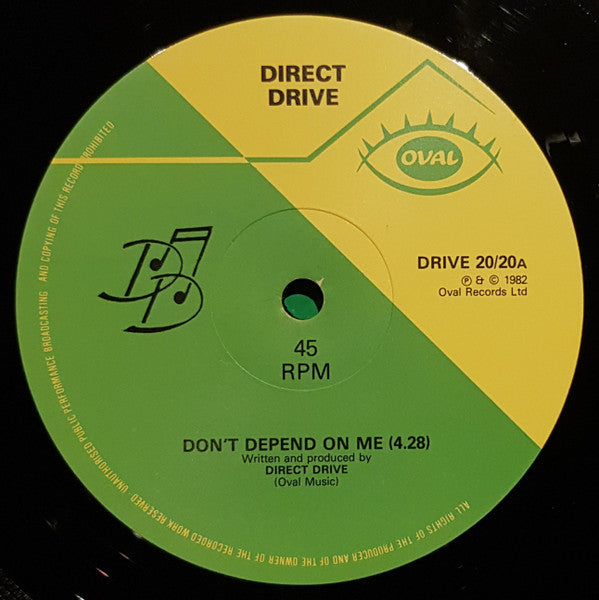 DIRECT
DRIVE
OVAL
DRIVE 20/20A
℗ & © 1982
Oval Records Ltd
DD
45
RPM
DON'T DEPEND ON ME (4.28)
Written and produced by
DIRECT DRIVE
(Oval Music)
ALL RIGHTS OF THE PRODUCER AND OF THE OWNER OF THE RECORDED WORK RESERVED UNAUTHORISED PUBLIC PERFORMANCE BROADCASTING AND COPYING OF THIS RECORD PROHIBITED